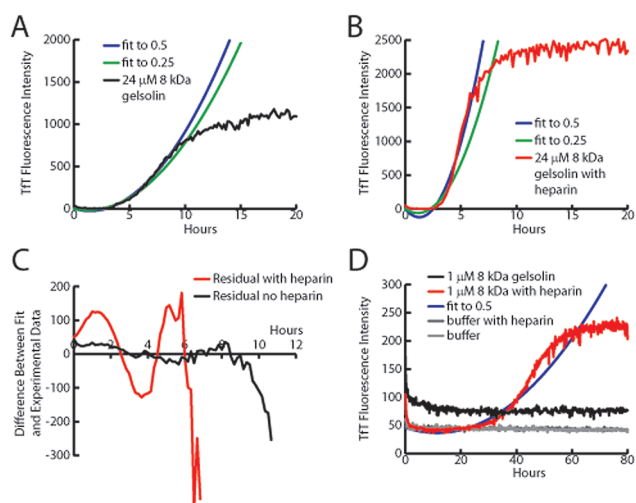 A
fit to 0.5
fit to 0.25
24 μM 8 kDa
gelsolin
TfT Fluorescence Intensity
2000
1500
1000
500
0
0 5 10 15 20
Hours
B
TfT Fluorescence Intensity
2500
2000
1500
1000
500
0
fit to 0.5
fit to 0.25
24 μM 8 kDa
gelsolin with
heparin
0 5 10 15 20
Hours
C
Residual with heparin
Residual no heparin
Difference Between Fit
and Experimental Data
200
100
0
-100
-200
-300
Hours
0 2 4 6 8 10 12
D
1 μM 8 kDa gelsolin
1 μM 8 kDa with heparin
fit to 0.5
buffer with heparin
buffer
TfT Fluorescence Intensity
300
250
200
150
100
50
0
0 20 40 60 80
Hours